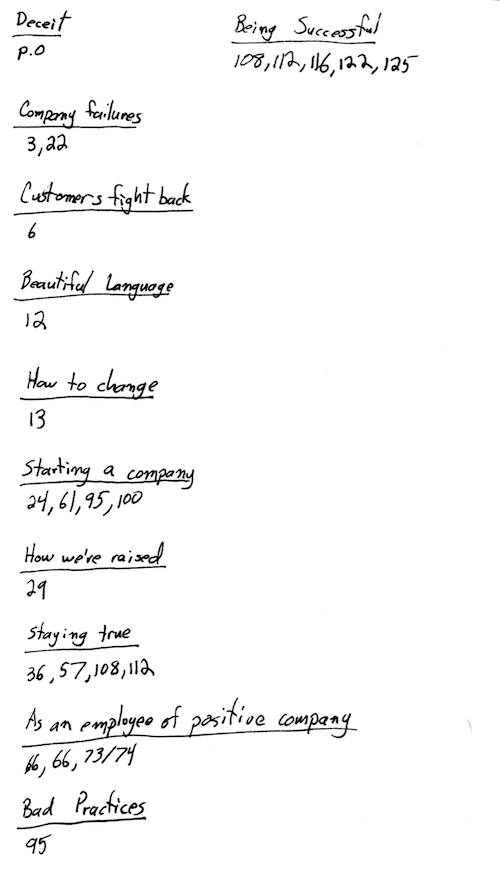 Deceit
p.0
Company failures
3,22
Customers fight back
6
Beautiful Language
12
How to change
13
Starting a company
24,61,95,100
How we're raised
29
Staying true
36,57,108,112
As an employee of positive company
66, 73/74
Bad Practices
95
Being Successful
108,112,116,122,125